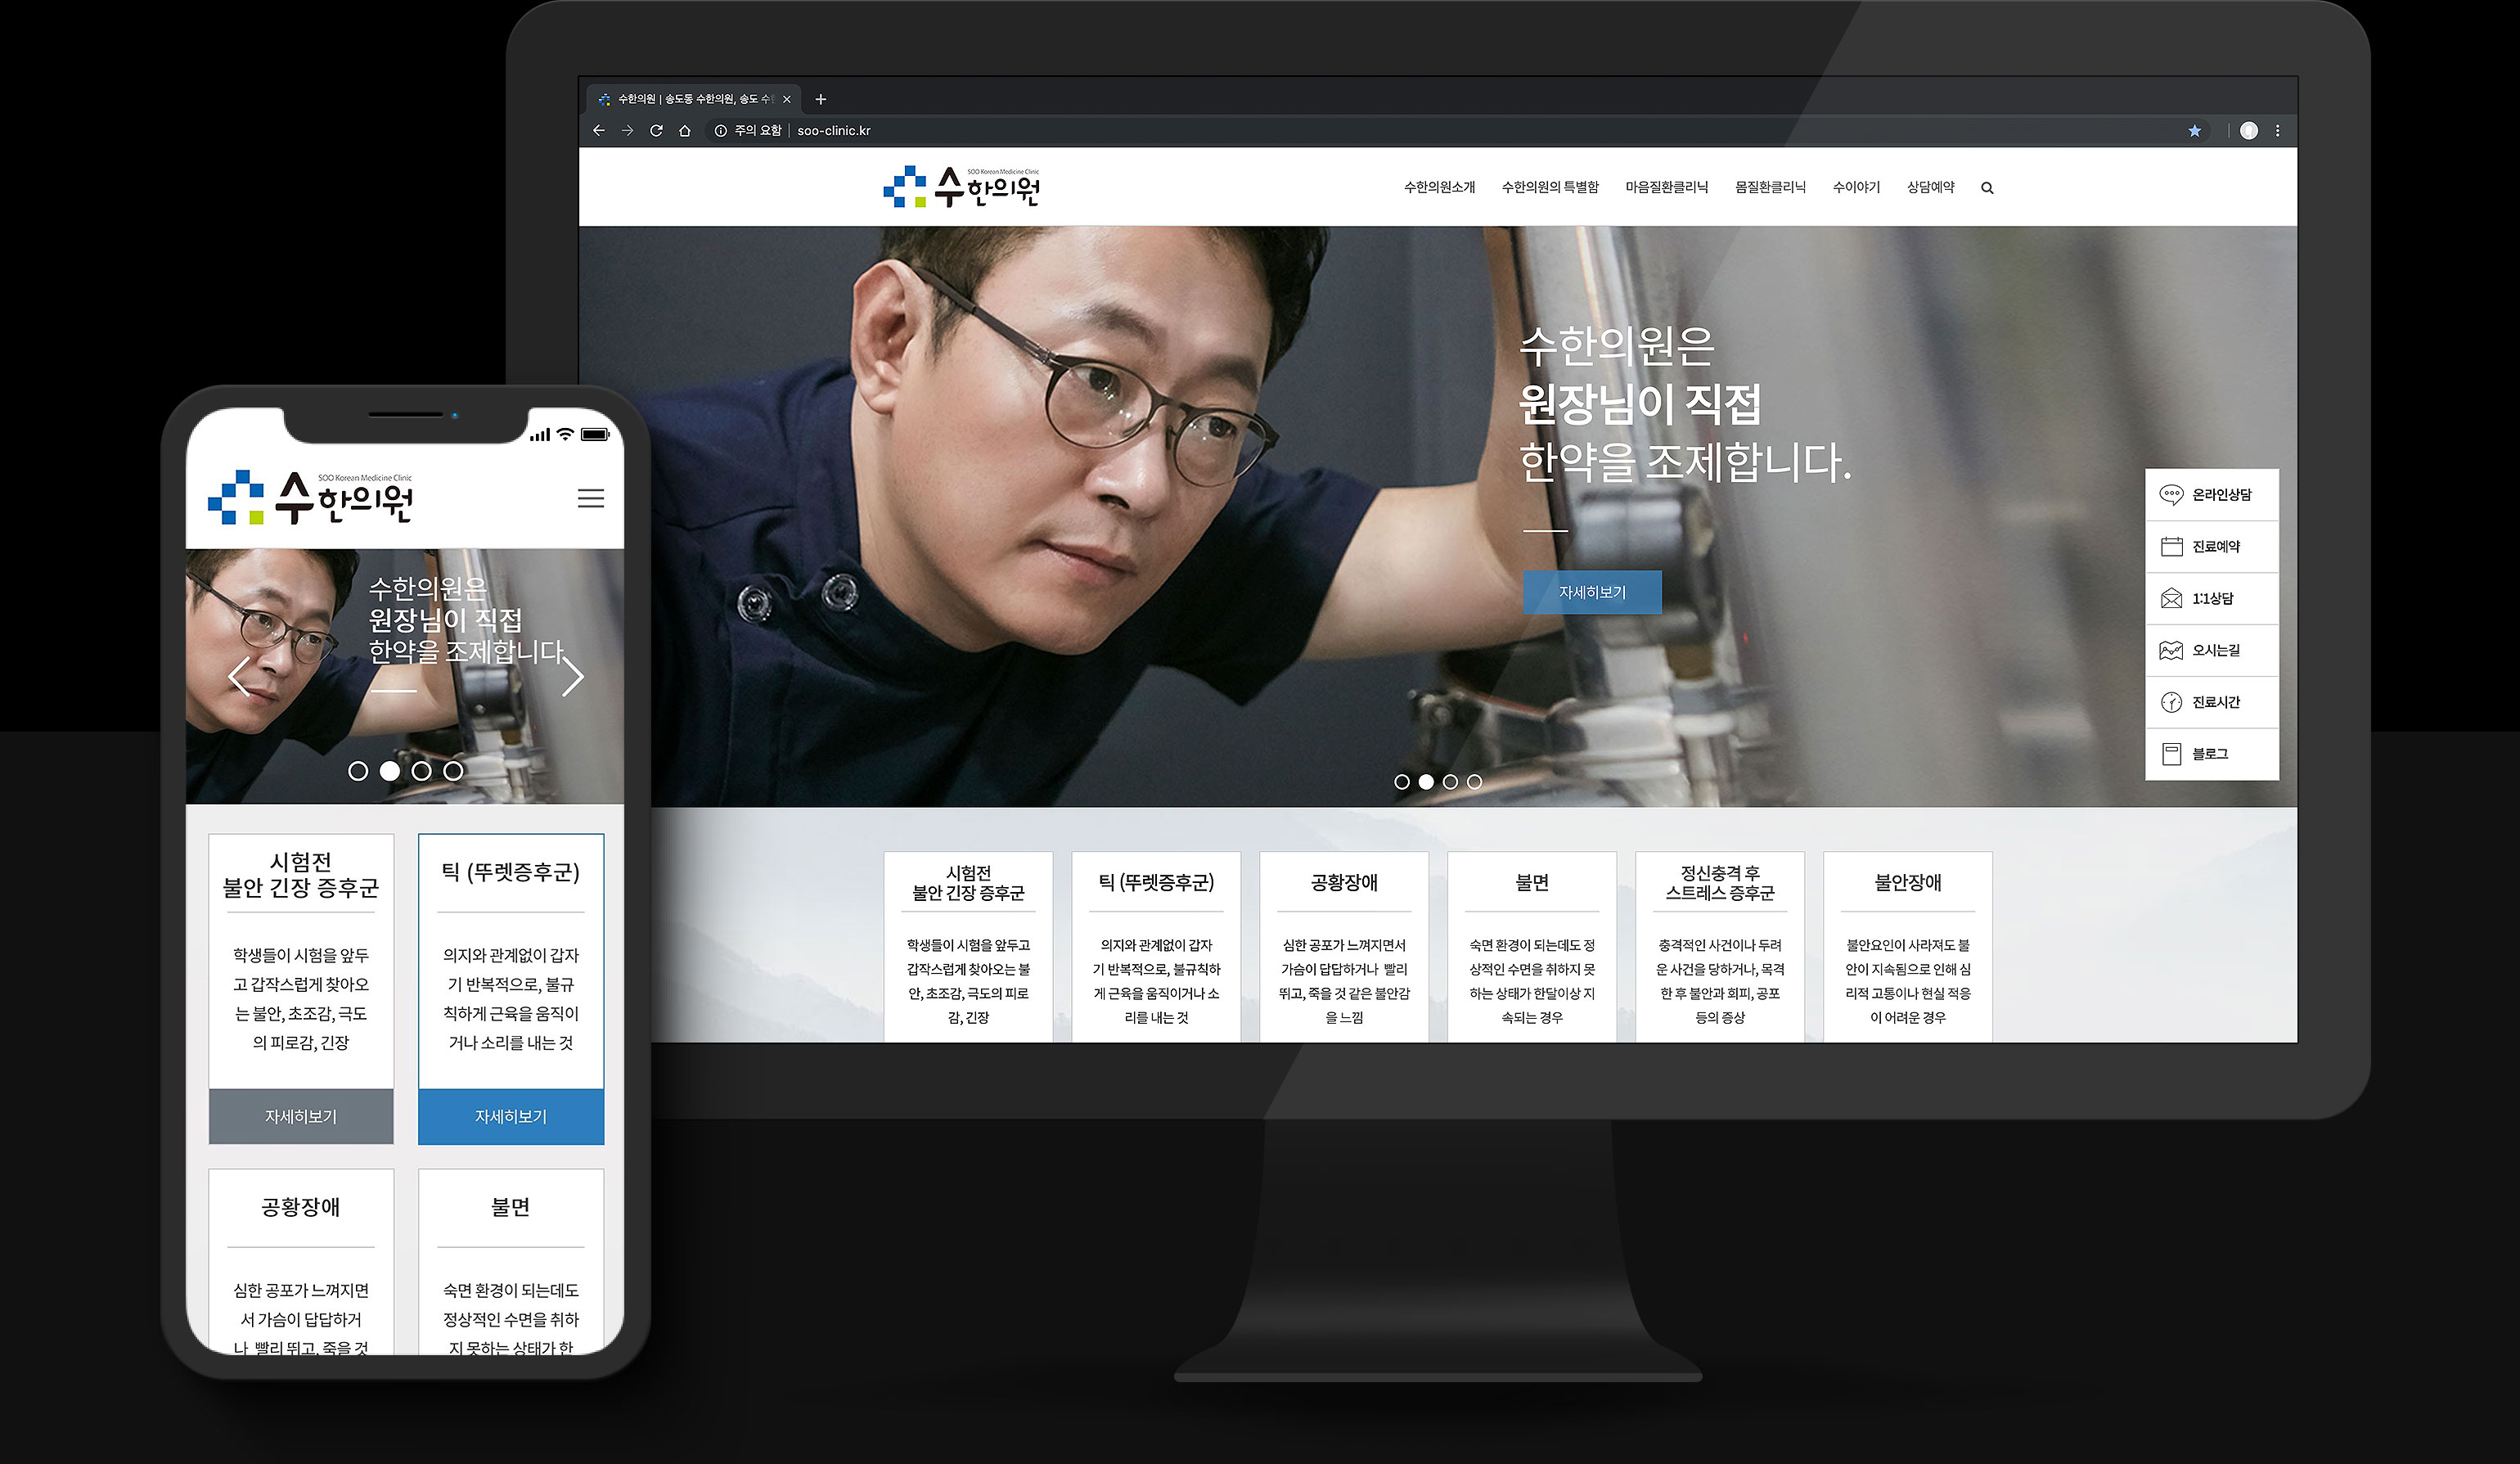 수한의원 | 송도동 수한의원, 송도 수
주의 요함 | soo-clinic.kr
SOO Korean Medicine Clinic
수한의원
수한의원소개 수한의원의 특별함 마음질환클리닉 몸질환클리닉 수이야기 상담예약
수한의원은
원장님이 직접
한약을 조제합니다.
자세히보기
온라인상담
진료예약
1:1상담
오시는길
진료시간
블로그
시험전
불안 긴장 증후군
학생들이 시험을 앞두고
갑작스럽게 찾아오는 불
안, 초조감, 극도의 피로
감, 긴장
틱 (뚜렛증후군)
의지와 관계없이 갑자
기 반복적으로, 불규칙하
게 근육을 움직이거나 소
리를 내는 것
공황장애
심한 공포가 느껴지면서
가슴이 답답하거나 빨리
뛰고, 죽을 것 같은 불안감
을 느낌
불면
숙면 환경이 되는데도 정
상적인 수면을 취하지 못
하는 상태가 한달이상 지
속되는 경우
정신충격 후
스트레스 증후군
충격적인 사건이나 두려
운 사건을 당하거나, 목격
한 후 불안과 회피, 공포
등의 증상
불안장애
불안요인이 사라져도 불
안이 지속됨으로 인해 심
리적 고통이나 현실 적응
이 어려운 경우
SOO Korean Medicine Clinic
수한의원
수한의원은
원장님이 직접
한약을 조제합니다
시험전
불안 긴장 증후군
학생들이 시험을 앞두
고 갑작스럽게 찾아오
는 불안, 초조감, 극도
의 피로감, 긴장
자세히보기
틱 (뚜렛증후군)
의지와 관계없이 갑자
기 반복적으로, 불규
칙하게 근육을 움직이
거나 소리를 내는 것
자세히보기
공황장애
심한 공포가 느껴지면
서 가슴이 답답하거
나 빨리 뛰고, 죽을 것
불면
숙면 환경이 되는데도
정상적인 수면을 취하
지 못하는 상태가 한